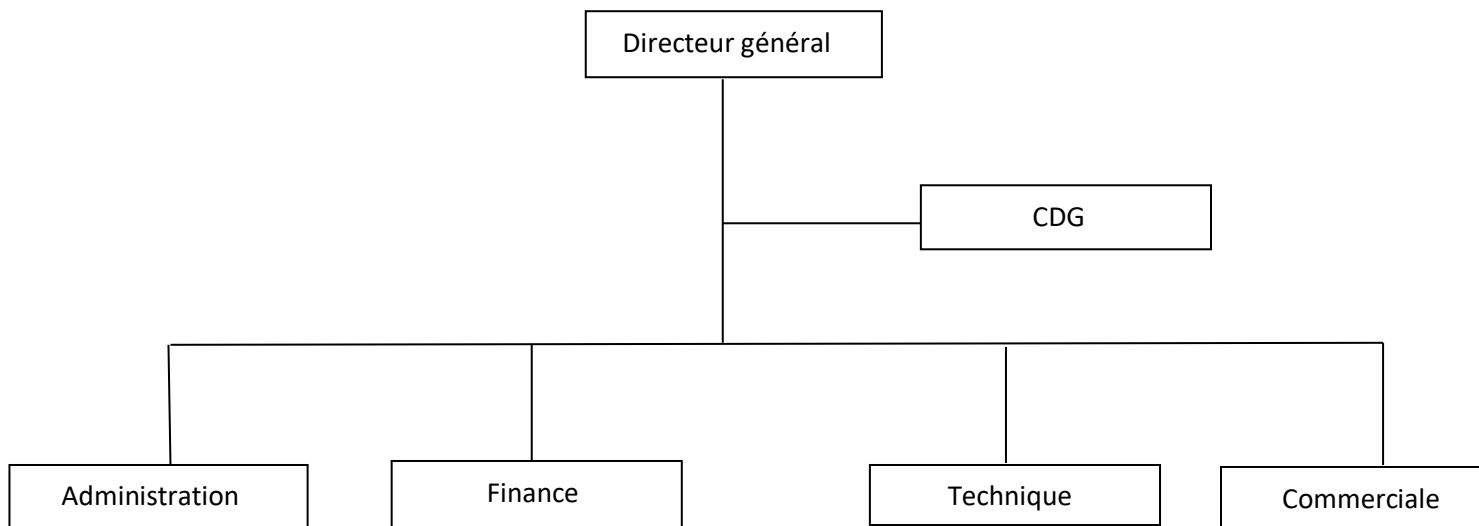 Directeur général
CDG
Administration
Finance
Technique
Commerciale